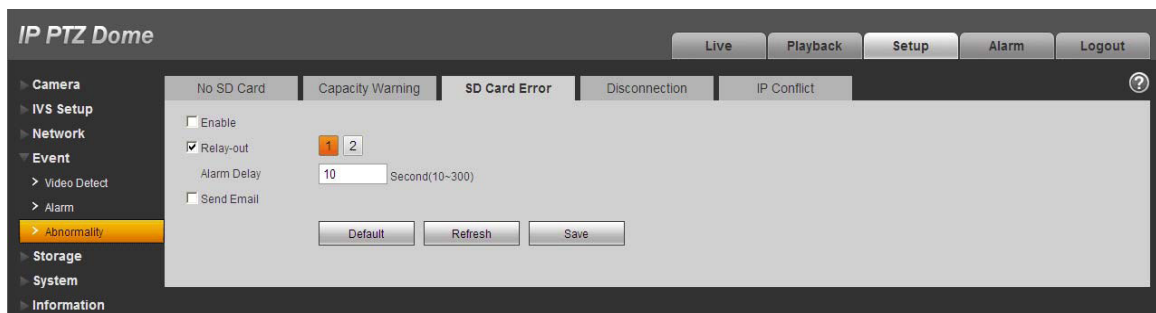 IP PTZ Dome
Live Playback Setup Alarm Logout
Camera
IVS Setup
Network
Event
Video Detect
Alarm
Abnormality
Storage
System
Information
No SD Card Capacity Warning SD Card Error Disconnection IP Conflict ?
Enable
Relay-out 1 2
Alarm Delay 10 Second(10~300)
Send Email
Default Refresh Save